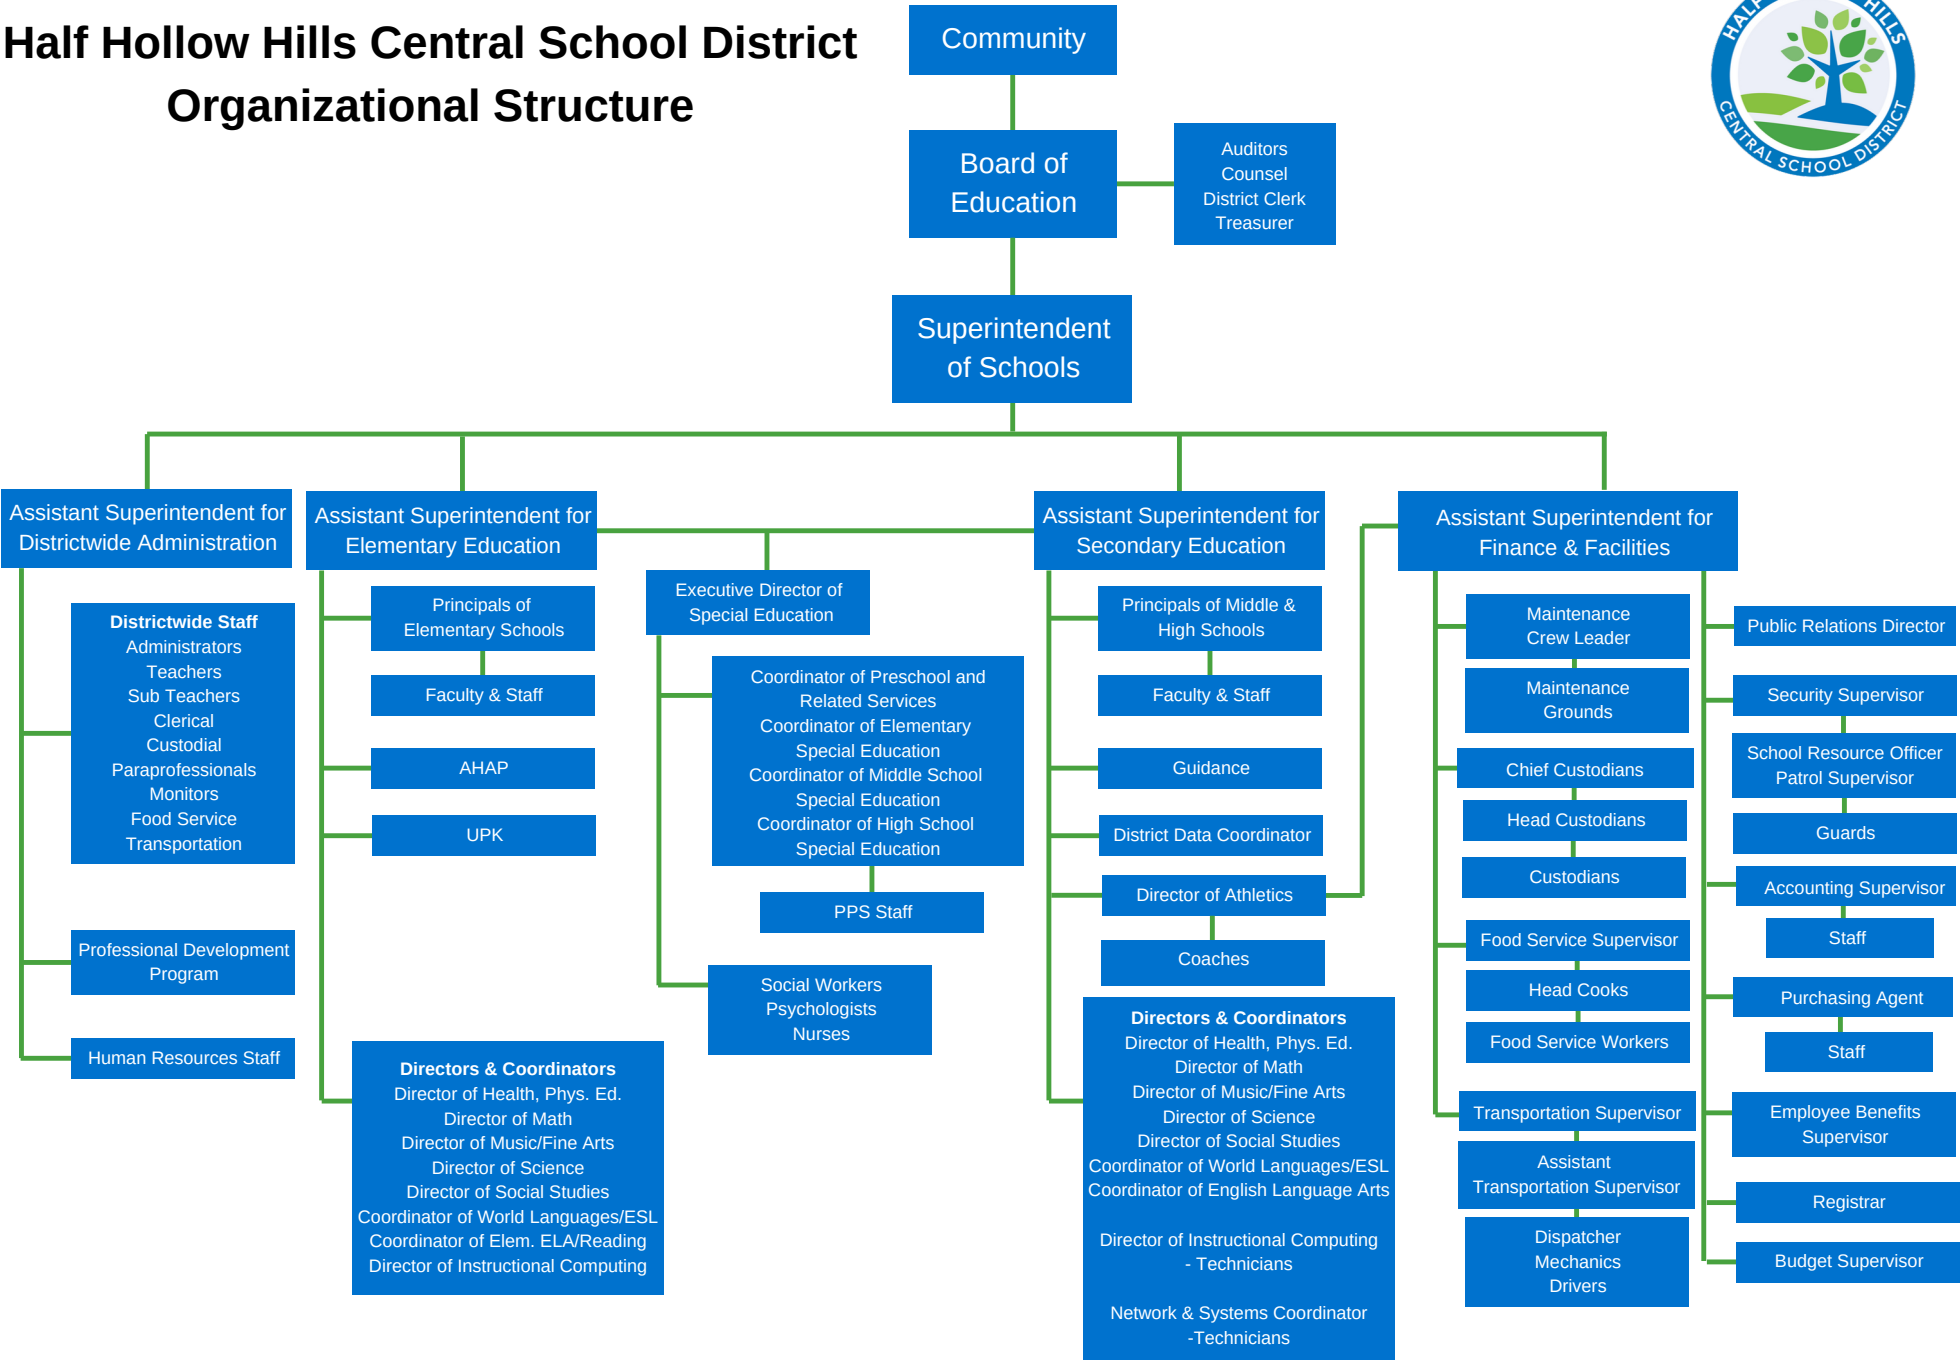 Half Hollow Hills Central School District
Organizational Structure
Community
HILLS
CENTRAL SCHOOL DISTRICT
Board of
Education
Auditors
Counsel
District Clerk
Treasurer
Superintendent
of Schools
Assistant Superintendent for
Districtwide Administration
Districtwide Staff
Administrators
Teachers
Sub Teachers
Clerical
Custodial
Paraprofessionals
Monitors
Food Service
Transportation
Professional Development
Program
Human Resources Staff
Assistant Superintendent for
Elementary Education
Principals of
Elementary Schools
Faculty & Staff
AHAP
UPK
Directors & Coordinators
Director of Health, Phys. Ed.
Director of Math
Director of Music/Fine Arts
Director of Science
Director of Social Studies
Coordinator of World Languages/ESL
Coordinator of Elem. ELA/Reading
Director of Instructional Computing
Executive Director of
Special Education
Coordinator of Preschool and
Related Services
Coordinator of Elementary
Special Education
Coordinator of Middle School
Special Education
Coordinator of High School
Special Education
PPS Staff
Social Workers
Psychologists
Nurses
Assistant Superintendent for
Secondary Education
Principals of Middle &
High Schools
Faculty & Staff
Guidance
District Data Coordinator
Director of Athletics
Coaches
Directors & Coordinators
Director of Health, Phys. Ed.
Director of Math
Director of Music/Fine Arts
Director of Science
Director of Social Studies
Coordinator of World Languages/ESL
Coordinator of English Language Arts
Director of Instructional Computing
- Technicians
Network & Systems Coordinator
-Technicians
Assistant Superintendent for
Finance & Facilities
Maintenance
Crew Leader
Maintenance
Grounds
Chief Custodians
Head Custodians
Custodians
Food Service Supervisor
Head Cooks
Food Service Workers
Transportation Supervisor
Assistant
Transportation Supervisor
Dispatcher
Mechanics
Drivers
Public Relations Director
Security Supervisor
School Resource Officer
Patrol Supervisor
Guards
Accounting Supervisor
Staff
Purchasing Agent
Staff
Employee Benefits
Supervisor
Registrar
Budget Supervisor